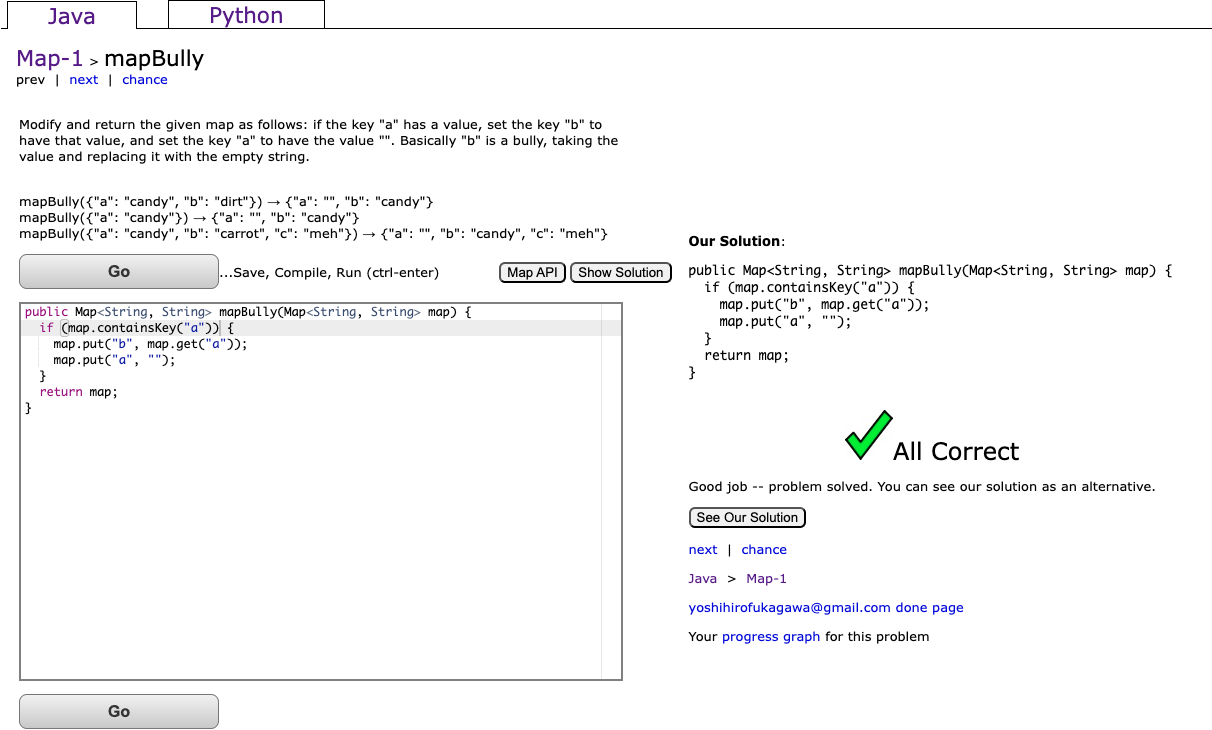 Java
Python
Map-1 > mapBully
prev | next | chance
Modify and return the given map as follows: if the key "a" has a value, set the key "b" to
have that value, and set the key "a" to have the value "". Basically "b" is a bully, taking the
value and replacing it with the empty string.
mapBully({"a": "candy", "b": "dirt"}) → {"a": "", "b": "candy"}
mapBully({"a": "candy"}) → {"a": "", "b": "candy"}
mapBully({"a": "candy", "b": "carrot", "c": "meh"}) → {"a": "", "b": "candy", "c": "meh"}
Go
...Save, Compile, Run (ctrl-enter)
Map API
Show Solution
public Map<String, String> mapBully(Map<String, String> map) {
  if (map.containsKey("a")) {
    map.put("b", map.get("a"));
    map.put("a", "");
  }
  return map;
}
Go
Our Solution:
public Map<String, String> mapBully(Map<String, String> map) {
  if (map.containsKey("a")) {
    map.put("b", map.get("a"));
    map.put("a", "");
  }
  return map;
}
All Correct
Good job -- problem solved. You can see our solution as an alternative.
See Our Solution
next | chance
Java > Map-1
yoshihirofukagawa@gmail.com done page
Your progress graph for this problem